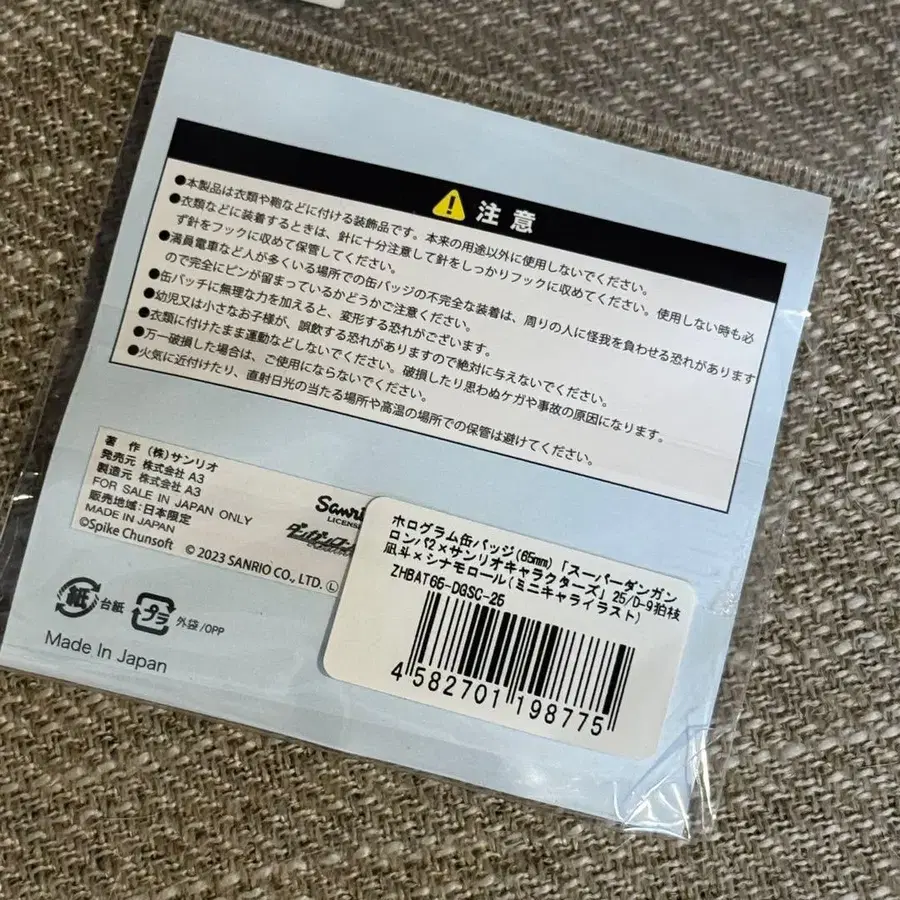 注意
●本製品は衣類や鞄などに付ける装飾品です。本来の用途以外に使用しないでください。
●衣類などに装着するときは、針に十分注意して針をしっかりフックに収めてください。使用しない時も必
ず針をフックに収めて保管してください。
●満員電車など人が多くいる場所での缶バッジの不完全な装着は、周りの人に怪我を負わせる恐れがあります
ので完全にピンが留まっているかどうかご注意ください。
●缶バッチに無理な力を加えると、変形する恐れがございます。
●幼児又は小さなお子様が、誤飲する恐れがありますので絶対に与えないでください。
●衣類に付けたまま運動などしないでください。破損したり思わぬケガや事故の原因になります。
●万一破損した場合は、ご使用にならないでください。
●火気に近付けたり、直射日光の当たる場所や高温の場所での保管は避けてください。
著 作 (株)サンリオ
発売元 株式会社 A3
製造元 株式会社 A3
FOR SALE IN JAPAN ONLY
販売地域:日本限定
MADE IN JAPAN
©Spike Chunsoft © 2023 SANRIO CO., LTD. Ⓛ
ホログラム缶バッジ(65mm)「スーパーダンガン
ロンパ2×サンリオキャラクターズ」25/D-9狛枝
凪斗×シナモロール(ミニキャライラスト)
ZHBAT65-DGSC-25
4 582701 198775
紙 台紙 プラ 外袋/OPP
Made In Japan